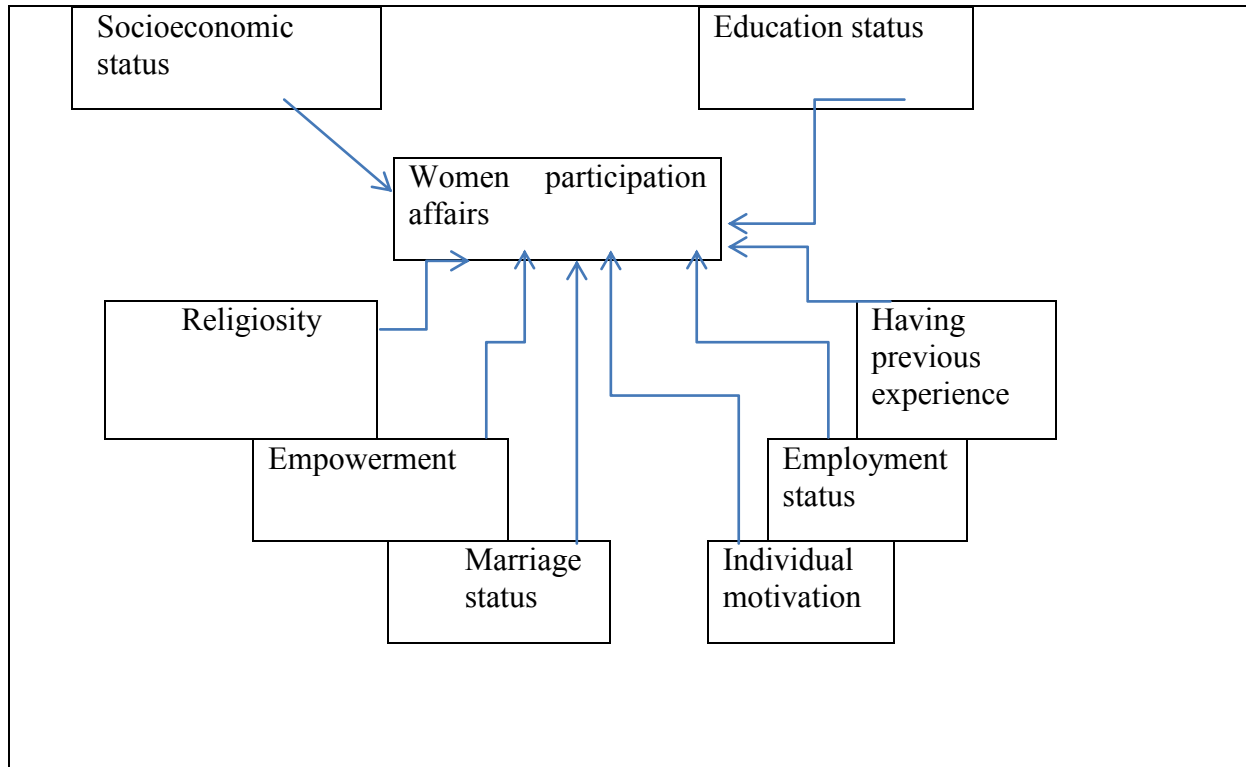 Socioeconomic
status
Education status
Women participation
affairs
Religiosity
Having
previous
experience
Empowerment
Employment
status
Marriage
status
Individual
motivation